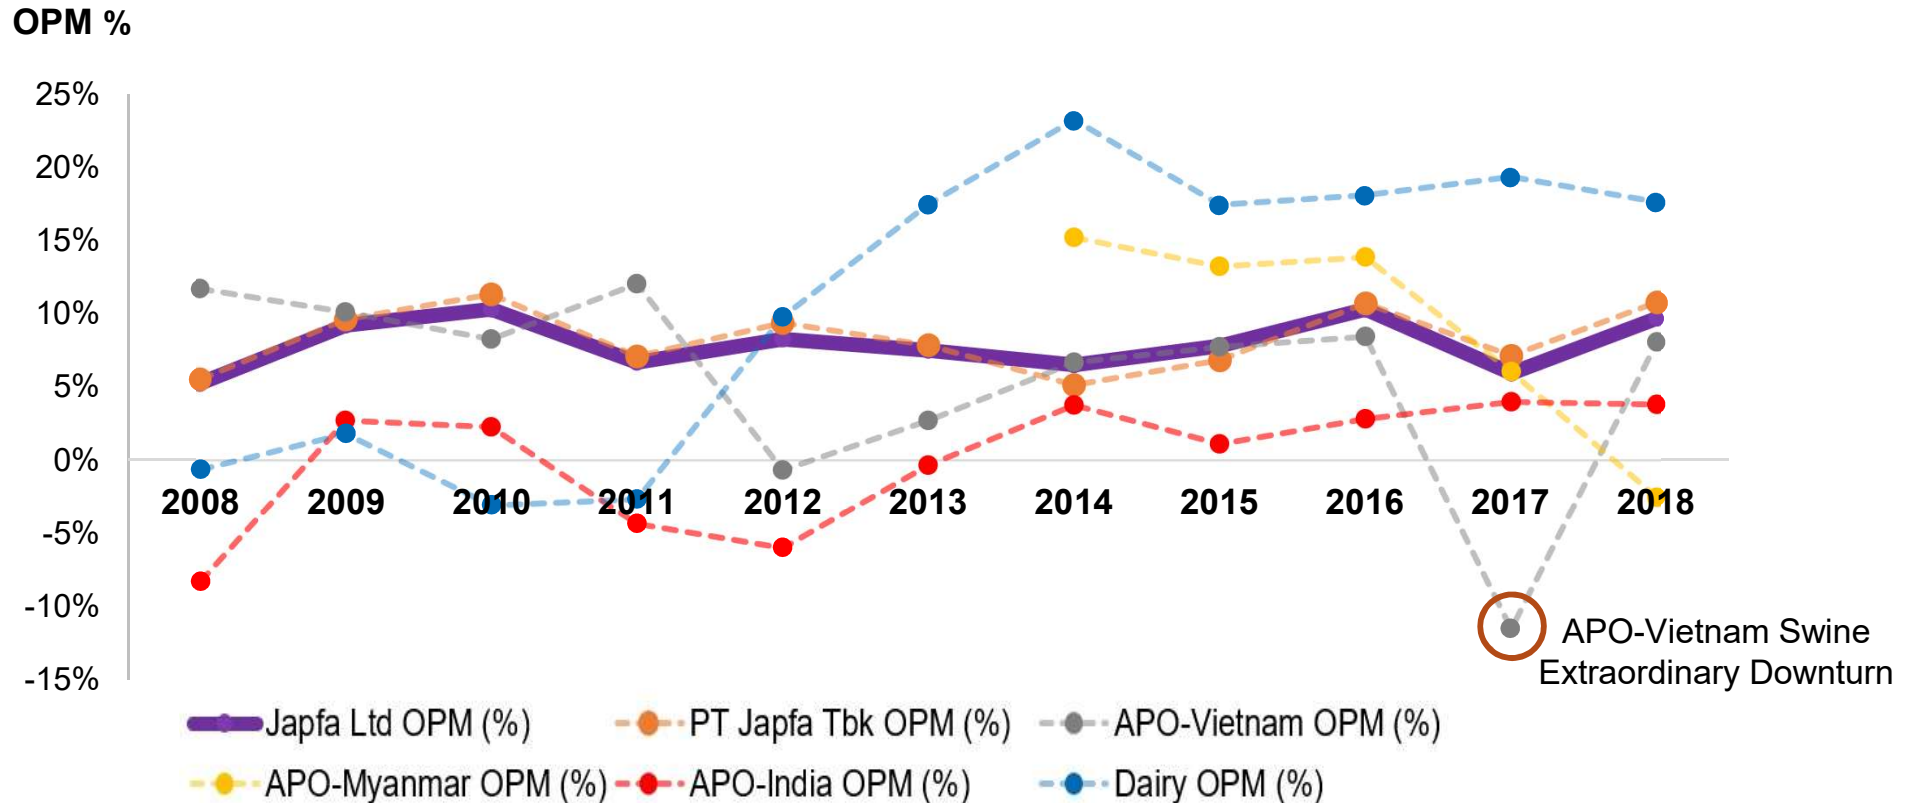 OPM %
25%
20%
15%
10%
5%
0%
-5%
-10%
-15%
2008 2009 2010 2011 2012 2013 2014 2015 2016 2017 2018
APO-Vietnam Swine
Extraordinary Downturn
Japfa Ltd OPM (%) PT Japfa Tbk OPM (%) APO-Vietnam OPM (%)
APO-Myanmar OPM (%) APO-India OPM (%) Dairy OPM (%)